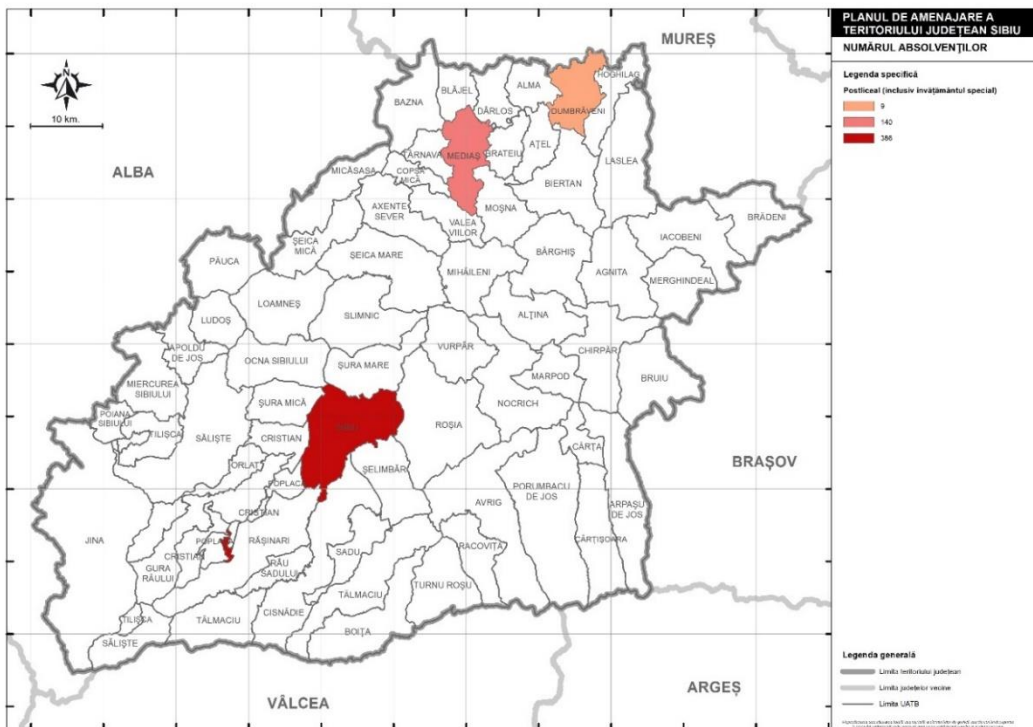 PLANUL DE AMENAJARE A
TERITORIULUI JUDEȚEAN SIBIU
NUMĂRUL ABSOLVENȚILOR
Legenda specifică
Postliceal (inclusiv învățământul special)
9
140
386
N
10 km.
MUREȘ
ALBA
BRAȘOV
ARGEȘ
VÂLCEA
HOGHILAG
BLĂJEL
ALMA
BAZNA
DÂRLOS
DUMBRĂVENI
AȚEL
TÂRNAVA
MEDIAȘ
BRATEIU
LASLEA
MICĂSASA
COPȘA
MICĂ
BIERTAN
AXENTE
SEVER
MOȘNA
VALEA
VIILOR
BRĂDENI
IACOBENI
ȘEICA
MICĂ
ȘEICA MARE
BÂRGHIȘ
PĂUCA
MIHĂILENI
AGNITA
MERGHINDEAL
LOAMNEȘ
SLIMNIC
ALȚINA
LUDOȘ
APOLDU
DE JOS
VURPĂR
CHIRPĂR
OCNA SIBIULUI
ȘURA MARE
MARPOD
BRUIU
MIERCUREA
SIBIULUI
ȘURA MICĂ
NOCRICH
POIANA
SIBIULUI
TILIȘCA
SĂLIȘTE
CRISTIAN
ROȘIA
CÂRȚA
ORLAT
ȘELIMBĂR
POPLACA
PORUMBACU
DE JOS
AVRIG
ARPAȘU
DE JOS
CRISTIAN
JINA
POPLACA
RĂȘINARI
CÂRȚIȘOARA
CRISTIAN
SADU
RACOVIȚA
GURA
RÂULUI
RÂU
SADULUI
TURNU ROȘU
TĂLMACIU
CISNĂDIE
TILIȘCA
TĂLMACIU
BOIȚA
SĂLIȘTE
Legenda generală
Limita teritoriului județean
Limita județelor vecine
Limita UATB